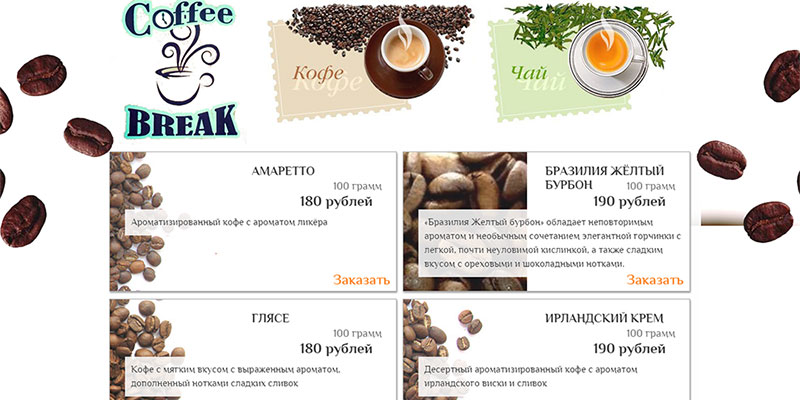 Coffee
BREAK
Кофе
Чай
АМАРЕТТО
100 грамм
180 рублей
Ароматизированный кофе с ароматом ликёра
Заказать
БРАЗИЛИЯ ЖЁЛТЫЙ
БУРБОН
100 грамм
190 рублей
«Бразилия Желтый бурбон» обладает неповторимым
ароматом и необычным сочетанием элегантной горчинки с
легкой, почти неуловимой кислинкой, а также сладким
вкусом с ореховыми и шоколадными нотками.
Заказать
ГЛЯСЕ
100 грамм
180 рублей
Кофе с мягким вкусом с выраженным ароматом,
дополненный нотками сладких сливок
ИРЛАНДСКИЙ КРЕМ
100 грамм
190 рублей
Десертный ароматизированный кофе с ароматом
ирландского виски и сливок